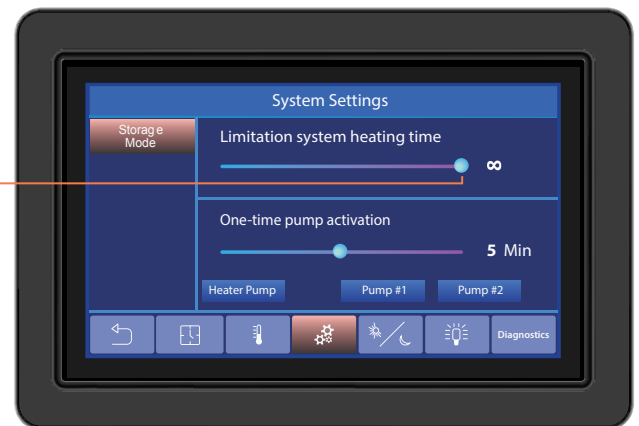 System Settings
Storage
Mode
Limitation system heating time
∞
One-time pump activation
5 Min
Heater Pump
Pump #1
Pump #2
Diagnostics